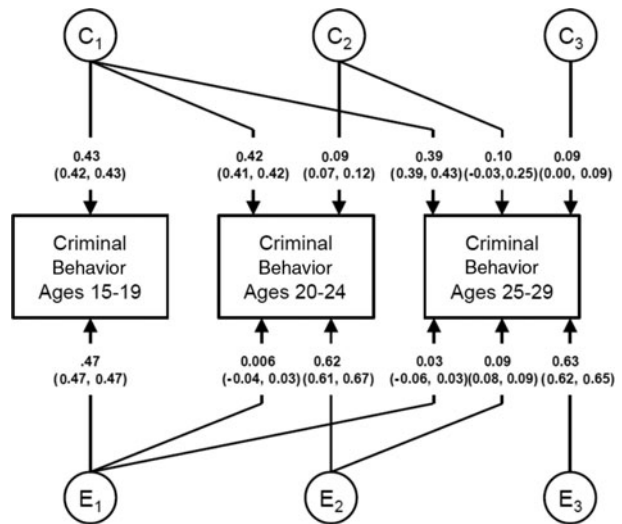 C1
C2
C3
0.43
(0.42, 0.43)
0.42
(0.41, 0.42)
0.09
(0.07, 0.12)
0.39
(0.39, 0.43)
0.10
(-0.03,0.25)
0.09
(0.00, 0.09)
Criminal
Behavior
Ages 15-19
Criminal
Behavior
Ages 20-24
Criminal
Behavior
Ages 25-29
.47
(0.47, 0.47)
0.006
(-0.04, 0.03)
0.62
(0.61, 0.67)
0.03
(-0.06, 0.03)
0.09
(0.08, 0.09)
0.63
(0.62, 0.65)
E1
E2
E3